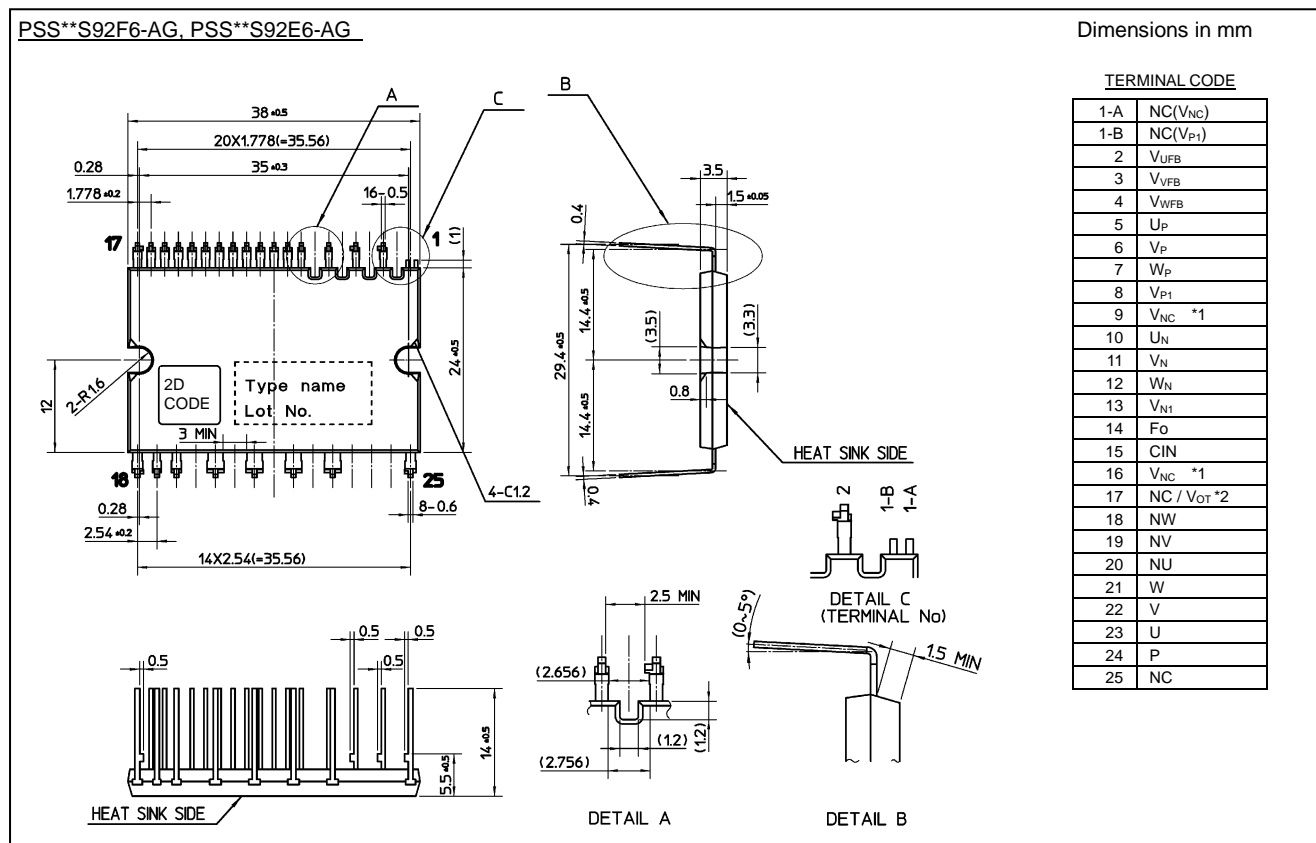 PSS**S92F6-AG, PSS**S92E6-AG
Dimensions in mm
A
C
B
38 ±0.5
20X1.778(=35.56)
35 ±0.3
0.28
1.778 ±0.2
16-0.5
17
1
(1)
2D
CODE
Type name
Lot No.
3 MIN
2-R1.6
12
24 ±0.5
18
25
0.28
2.54 ±0.2
8-0.6
4-C1.2
14X2.54(=35.56)
3.5
1.5 ±0.05
0.4
29.4 ±0.5
14.4 ±0.5
14.4 ±0.5
(3.5)
(3.3)
0.8
0.4
HEAT SINK SIDE
2
1-B
1-A
DETAIL C
(TERMINAL No)
0.5
0.5
0.5
0.5
14 ±0.5
5.5 ±0.5
HEAT SINK SIDE
2.5 MIN
(2.656)
(1.2)
(1.2)
(2.756)
DETAIL A
(0~5°)
1.5 MIN
DETAIL B
TERMINAL CODE
1-A NC(VNC)
1-B NC(VP1)
2 VUFB
3 VVFB
4 VWFB
5 UP
6 VP
7 WP
8 VP1
9 VNC *1
10 UN
11 VN
12 WN
13 VN1
14 Fo
15 CIN
16 VNC *1
17 NC / VOT *2
18 NW
19 NV
20 NU
21 W
22 V
23 U
24 P
25 NC